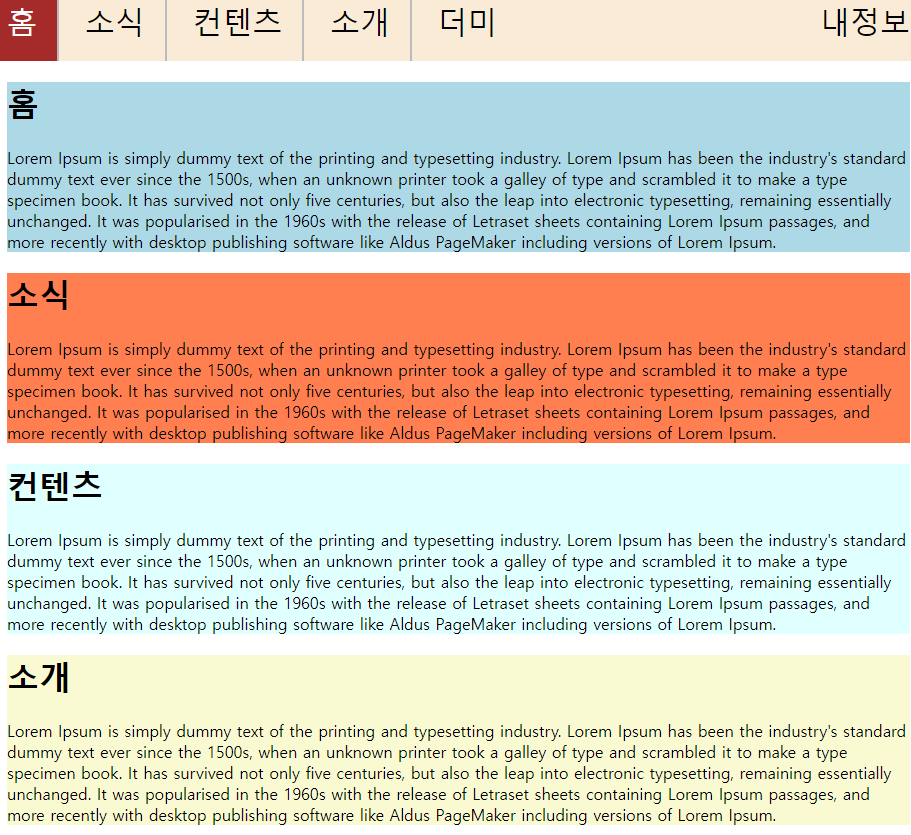 홈 소식 컨텐츠 소개 더미 내정보
홈
Lorem Ipsum is simply dummy text of the printing and typesetting industry. Lorem Ipsum has been the industry's standard
dummy text ever since the 1500s, when an unknown printer took a galley of type and scrambled it to make a type
specimen book. It has survived not only five centuries, but also the leap into electronic typesetting, remaining essentially
unchanged. It was popularised in the 1960s with the release of Letraset sheets containing Lorem Ipsum passages, and
more recently with desktop publishing software like Aldus PageMaker including versions of Lorem Ipsum.
소식
Lorem Ipsum is simply dummy text of the printing and typesetting industry. Lorem Ipsum has been the industry's standard
dummy text ever since the 1500s, when an unknown printer took a galley of type and scrambled it to make a type
specimen book. It has survived not only five centuries, but also the leap into electronic typesetting, remaining essentially
unchanged. It was popularised in the 1960s with the release of Letraset sheets containing Lorem Ipsum passages, and
more recently with desktop publishing software like Aldus PageMaker including versions of Lorem Ipsum.
컨텐츠
Lorem Ipsum is simply dummy text of the printing and typesetting industry. Lorem Ipsum has been the industry's standard
dummy text ever since the 1500s, when an unknown printer took a galley of type and scrambled it to make a type
specimen book. It has survived not only five centuries, but also the leap into electronic typesetting, remaining essentially
unchanged. It was popularised in the 1960s with the release of Letraset sheets containing Lorem Ipsum passages, and
more recently with desktop publishing software like Aldus PageMaker including versions of Lorem Ipsum.
소개
Lorem Ipsum is simply dummy text of the printing and typesetting industry. Lorem Ipsum has been the industry's standard
dummy text ever since the 1500s, when an unknown printer took a galley of type and scrambled it to make a type
specimen book. It has survived not only five centuries, but also the leap into electronic typesetting, remaining essentially
unchanged. It was popularised in the 1960s with the release of Letraset sheets containing Lorem Ipsum passages, and
more recently with desktop publishing software like Aldus PageMaker including versions of Lorem Ipsum.